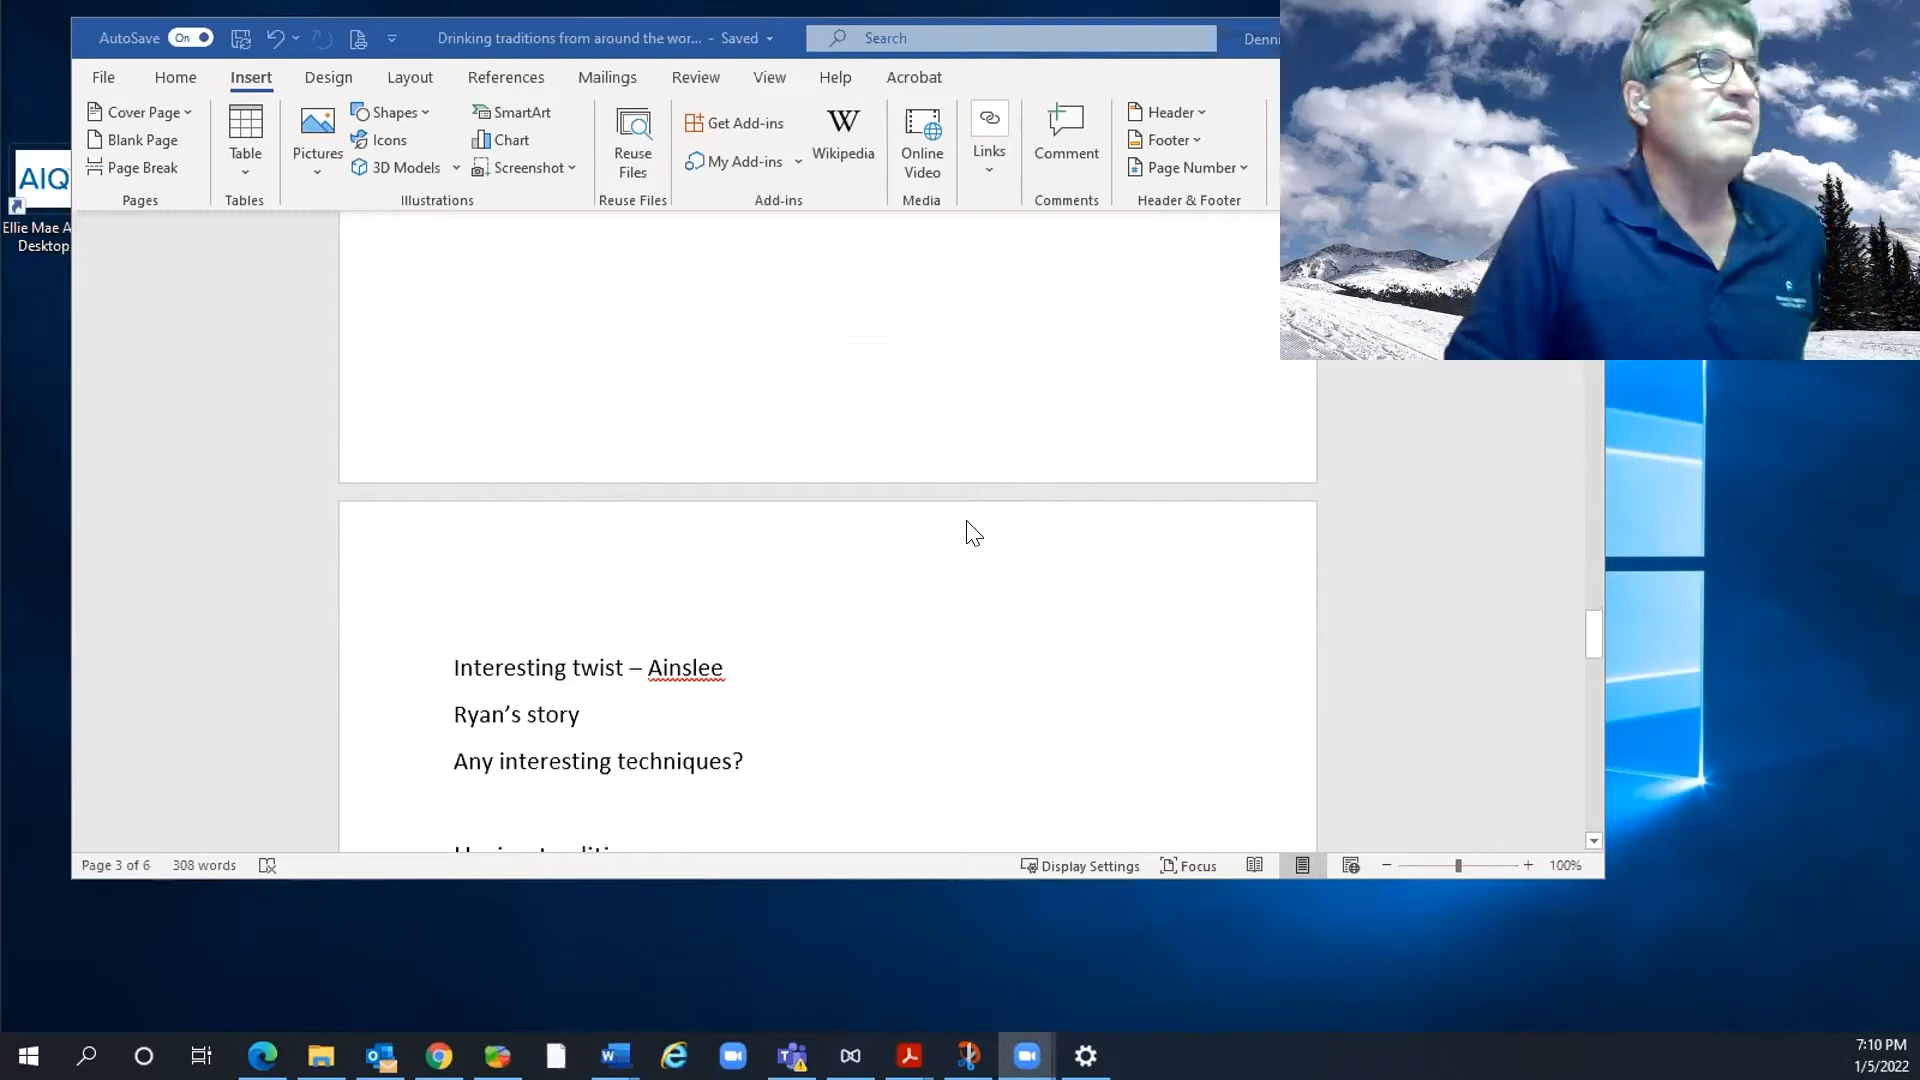 AutoSave On Drinking traditions from around the wor... - Saved Search Denni
File Home Insert Design Layout References Mailings Review View Help Acrobat
Cover Page
Blank Page
Page Break
Pages
Table
Tables
Pictures
Shapes
Icons
3D Models
SmartArt
Chart
Screenshot
Illustrations
Reuse
Files
Reuse Files
Get Add-ins
My Add-ins
Wikipedia
Add-ins
Online
Video
Media
Links
Comment
Comments
Header
Footer
Page Number
Header & Footer
AIQ
Ellie Mae A
Desktop
Interesting twist – Ainslee
Ryan’s story
Any interesting techniques?
Page 3 of 6 308 words Display Settings Focus 100%
7:10 PM
1/5/2022